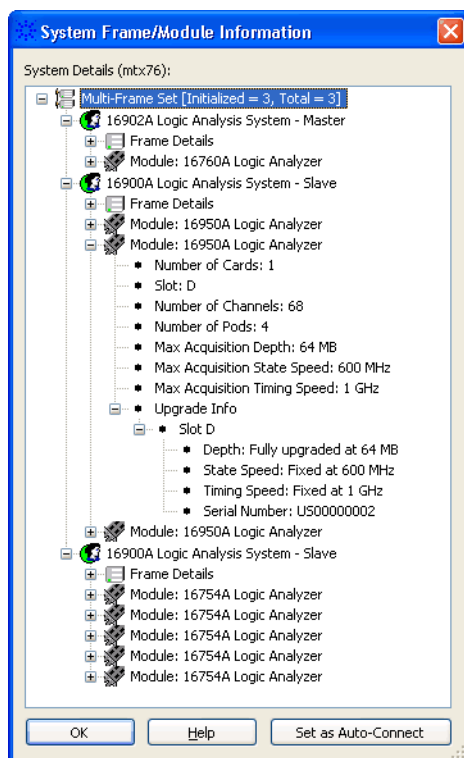 System Frame/Module Information
System Details (mtx76):
Multi-Frame Set [Initialized = 3, Total = 3]
16902A Logic Analysis System - Master
Frame Details
Module: 16760A Logic Analyzer
16900A Logic Analysis System - Slave
Frame Details
Module: 16950A Logic Analyzer
Module: 16950A Logic Analyzer
Number of Cards: 1
Slot: D
Number of Channels: 68
Number of Pods: 4
Max Acquisition Depth: 64 MB
Max Acquisition State Speed: 600 MHz
Max Acquisition Timing Speed: 1 GHz
Upgrade Info
Slot D
Depth: Fully upgraded at 64 MB
State Speed: Fixed at 600 MHz
Timing Speed: Fixed at 1 GHz
Serial Number: US00000002
Module: 16950A Logic Analyzer
16900A Logic Analysis System - Slave
Frame Details
Module: 16754A Logic Analyzer
Module: 16754A Logic Analyzer
Module: 16754A Logic Analyzer
Module: 16754A Logic Analyzer
Module: 16754A Logic Analyzer
OK Help Set as Auto-Connect